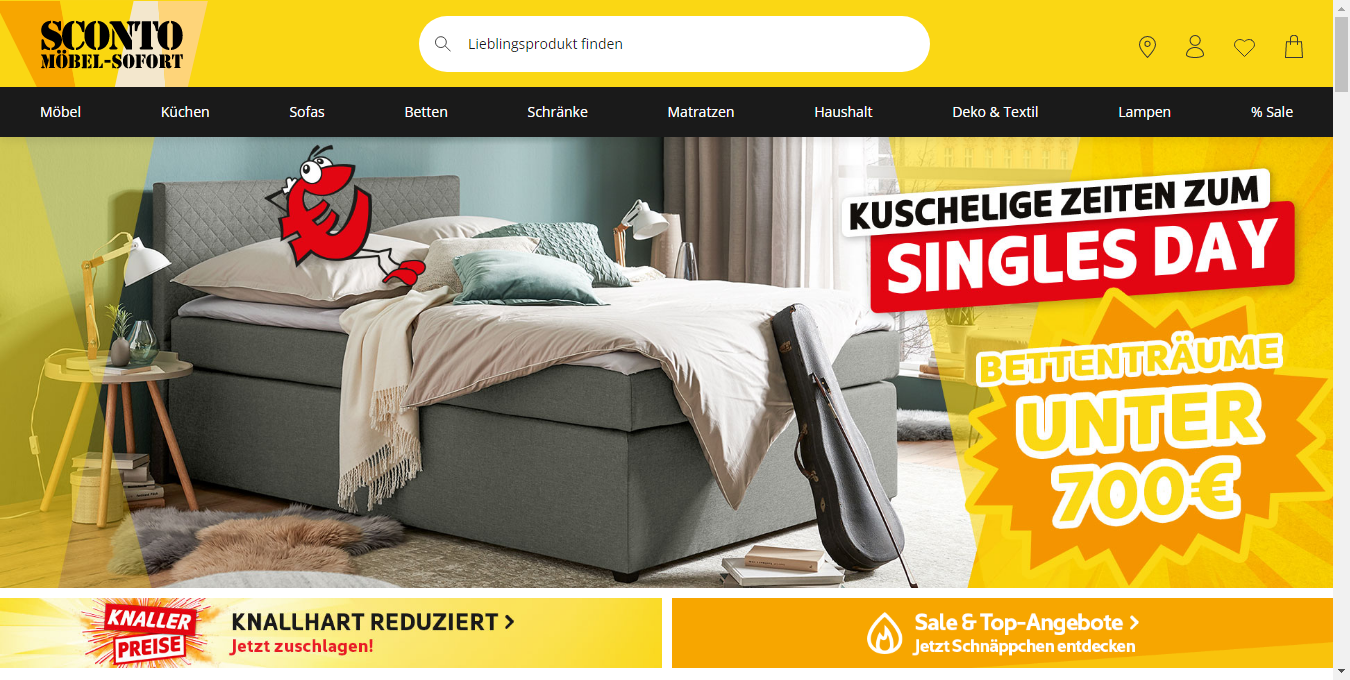 SCONTO
MÖBEL-SOFORT
Lieblingsprodukt finden
Möbel
Küchen
Sofas
Betten
Schränke
Matratzen
Haushalt
Deko & Textil
Lampen
% Sale
KUSCHELIGE ZEITEN ZUM
SINGLES DAY
BETTENTRÄUME
UNTER
700€
KNALLER
PREISE
KNALLHART REDUZIERT >
Jetzt zuschlagen!
Sale & Top-Angebote >
Jetzt Schnäppchen entdecken